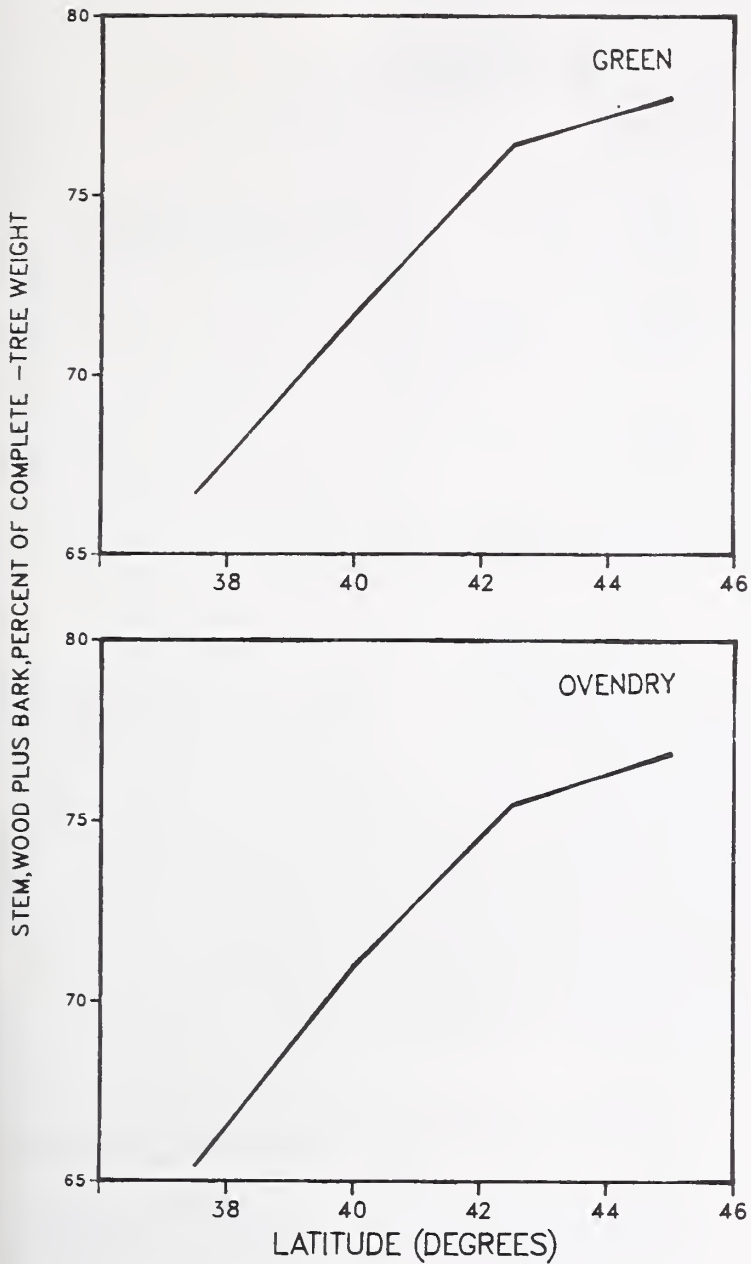 STEM,WOOD PLUS BARK,PERCENT OF COMPLETE -TREE WEIGHT
80
75
70
65
GREEN
38 40 42 44 46
80
75
70
65
OVENDRY
38 40 42 44 46
LATITUDE (DEGREES)